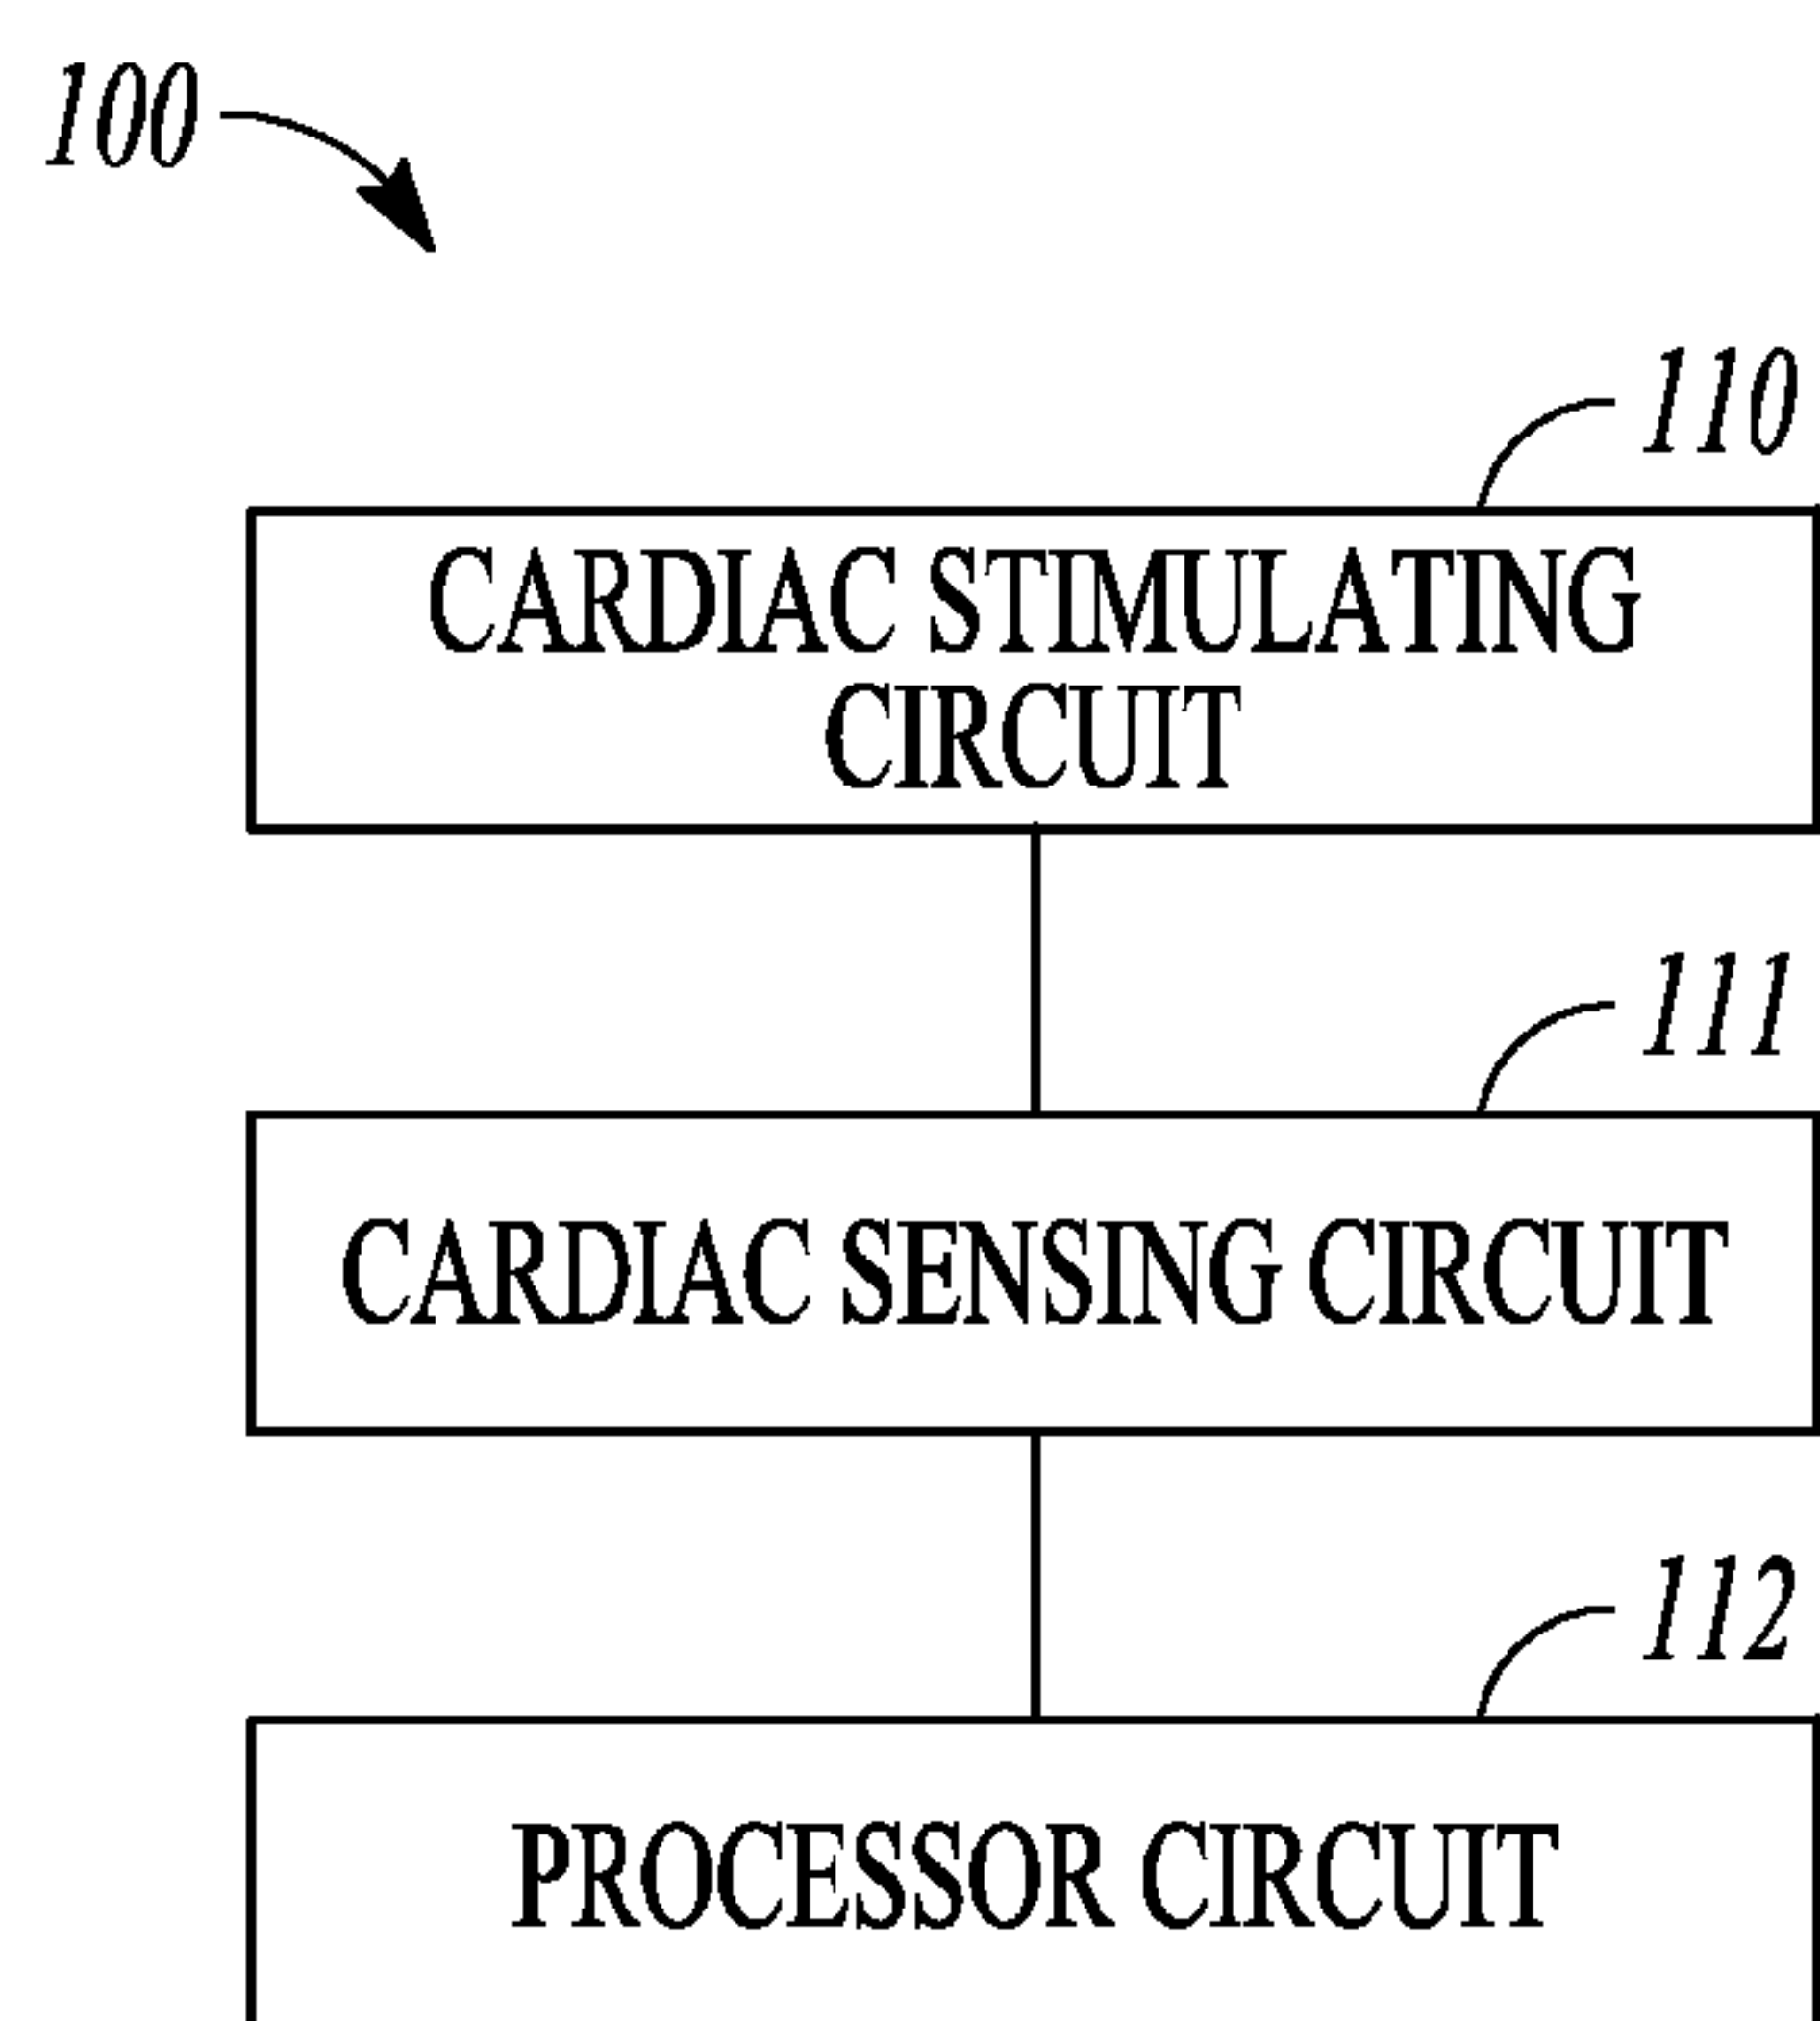 100
110
CARDIAC STIMULATING
CIRCUIT
111
CARDIAC SENSING CIRCUIT
112
PROCESSOR CIRCUIT